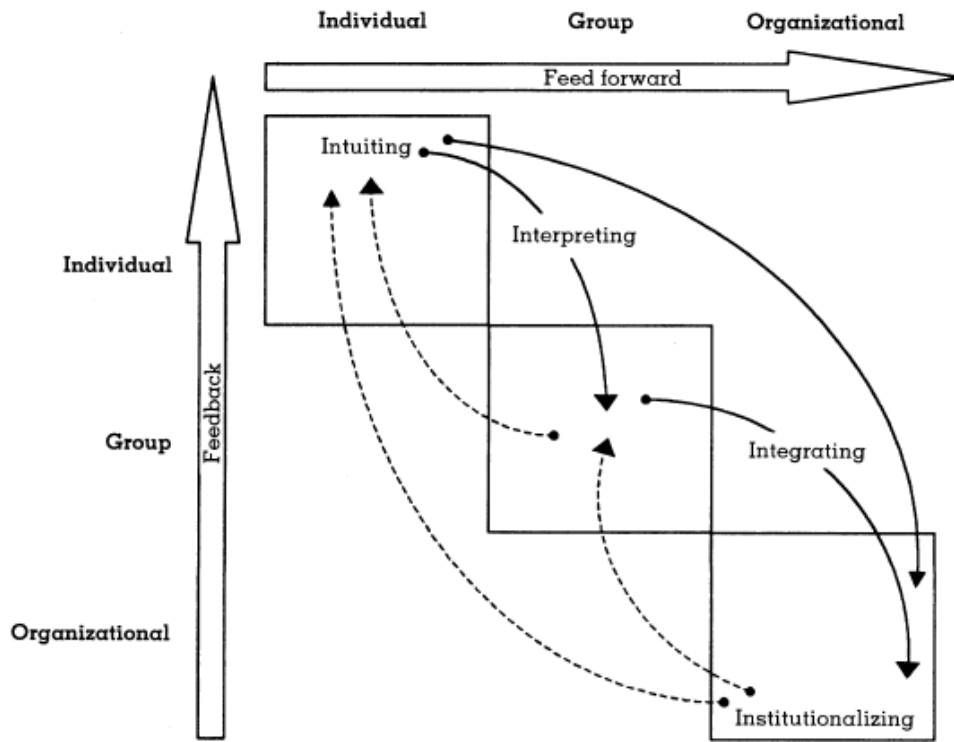 Individual
Group
Organizational
Feed forward
Intuiting
Interpreting
Individual
Feedback
Group
Integrating
Organizational
Institutionalizing